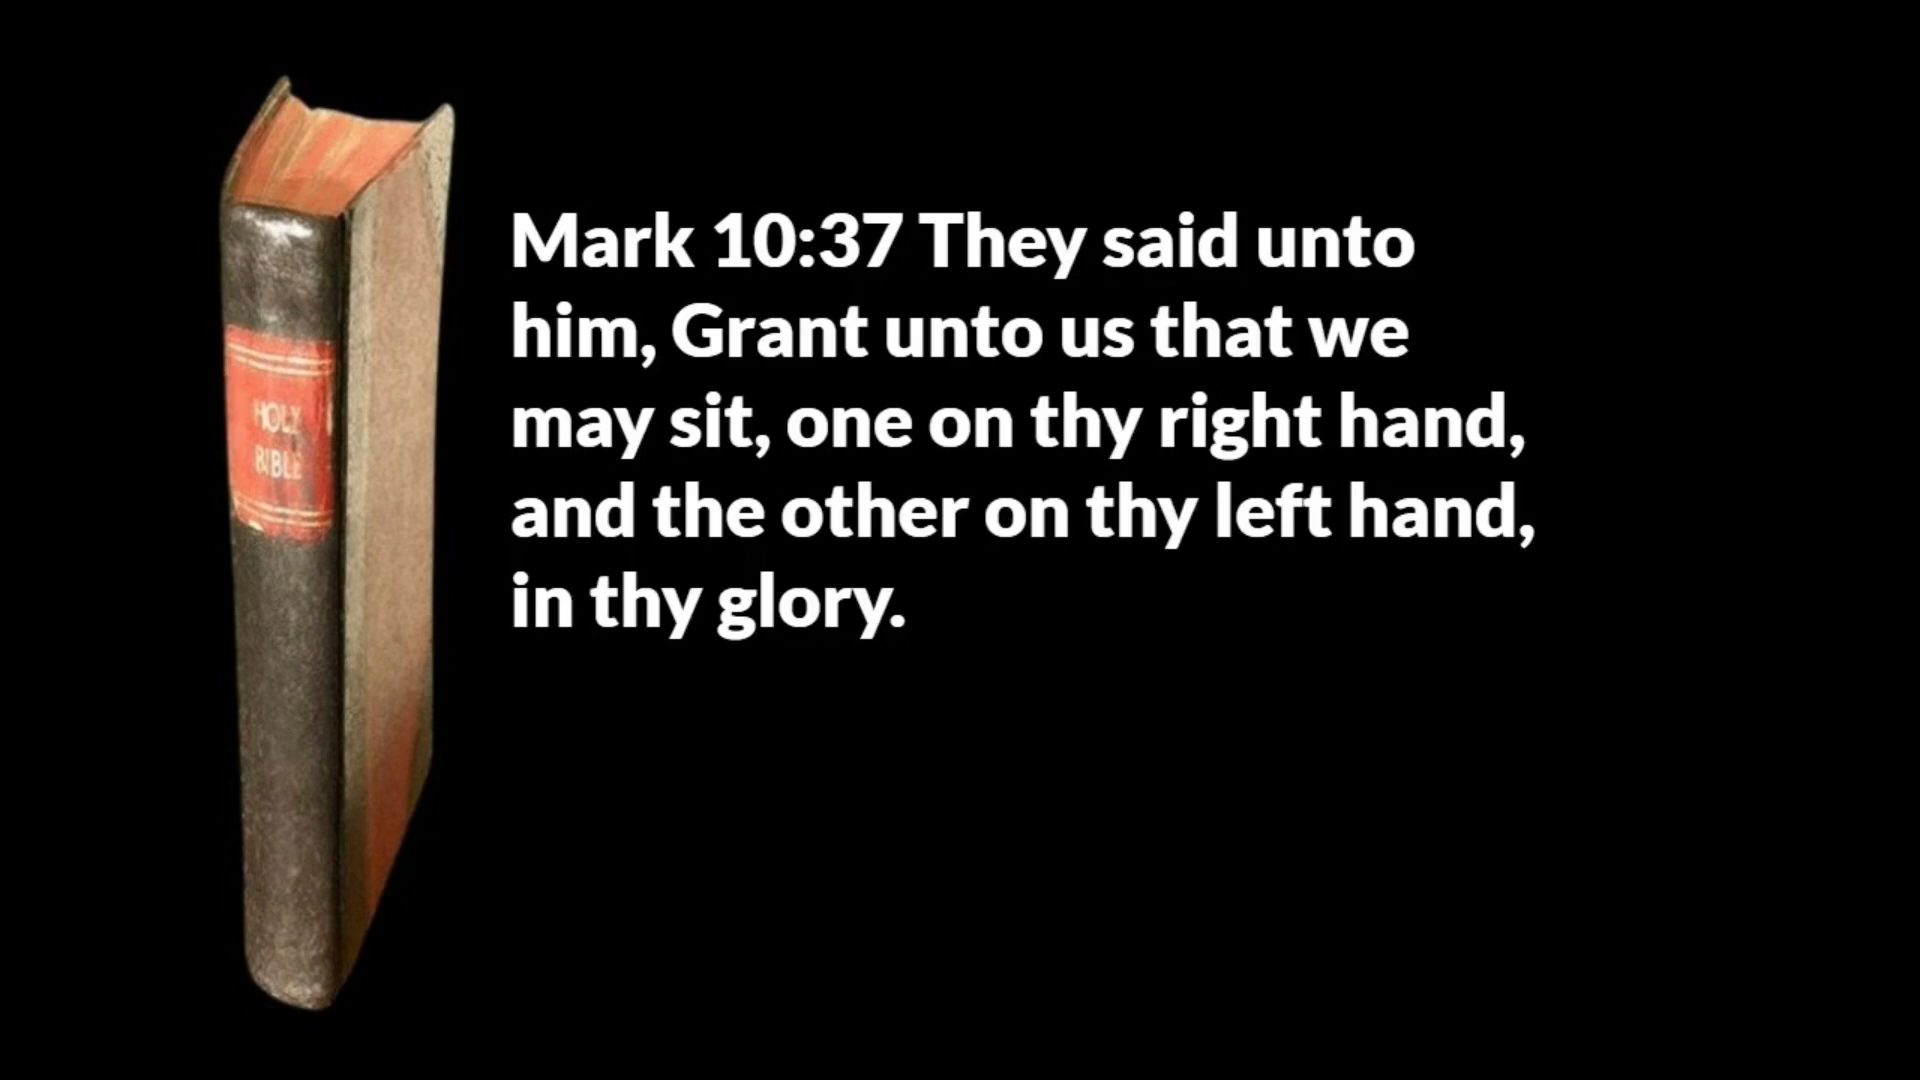 HOLY
BIBLE
Mark 10:37 They said unto
him, Grant unto us that we
may sit, one on thy right hand,
and the other on thy left hand,
in thy glory.